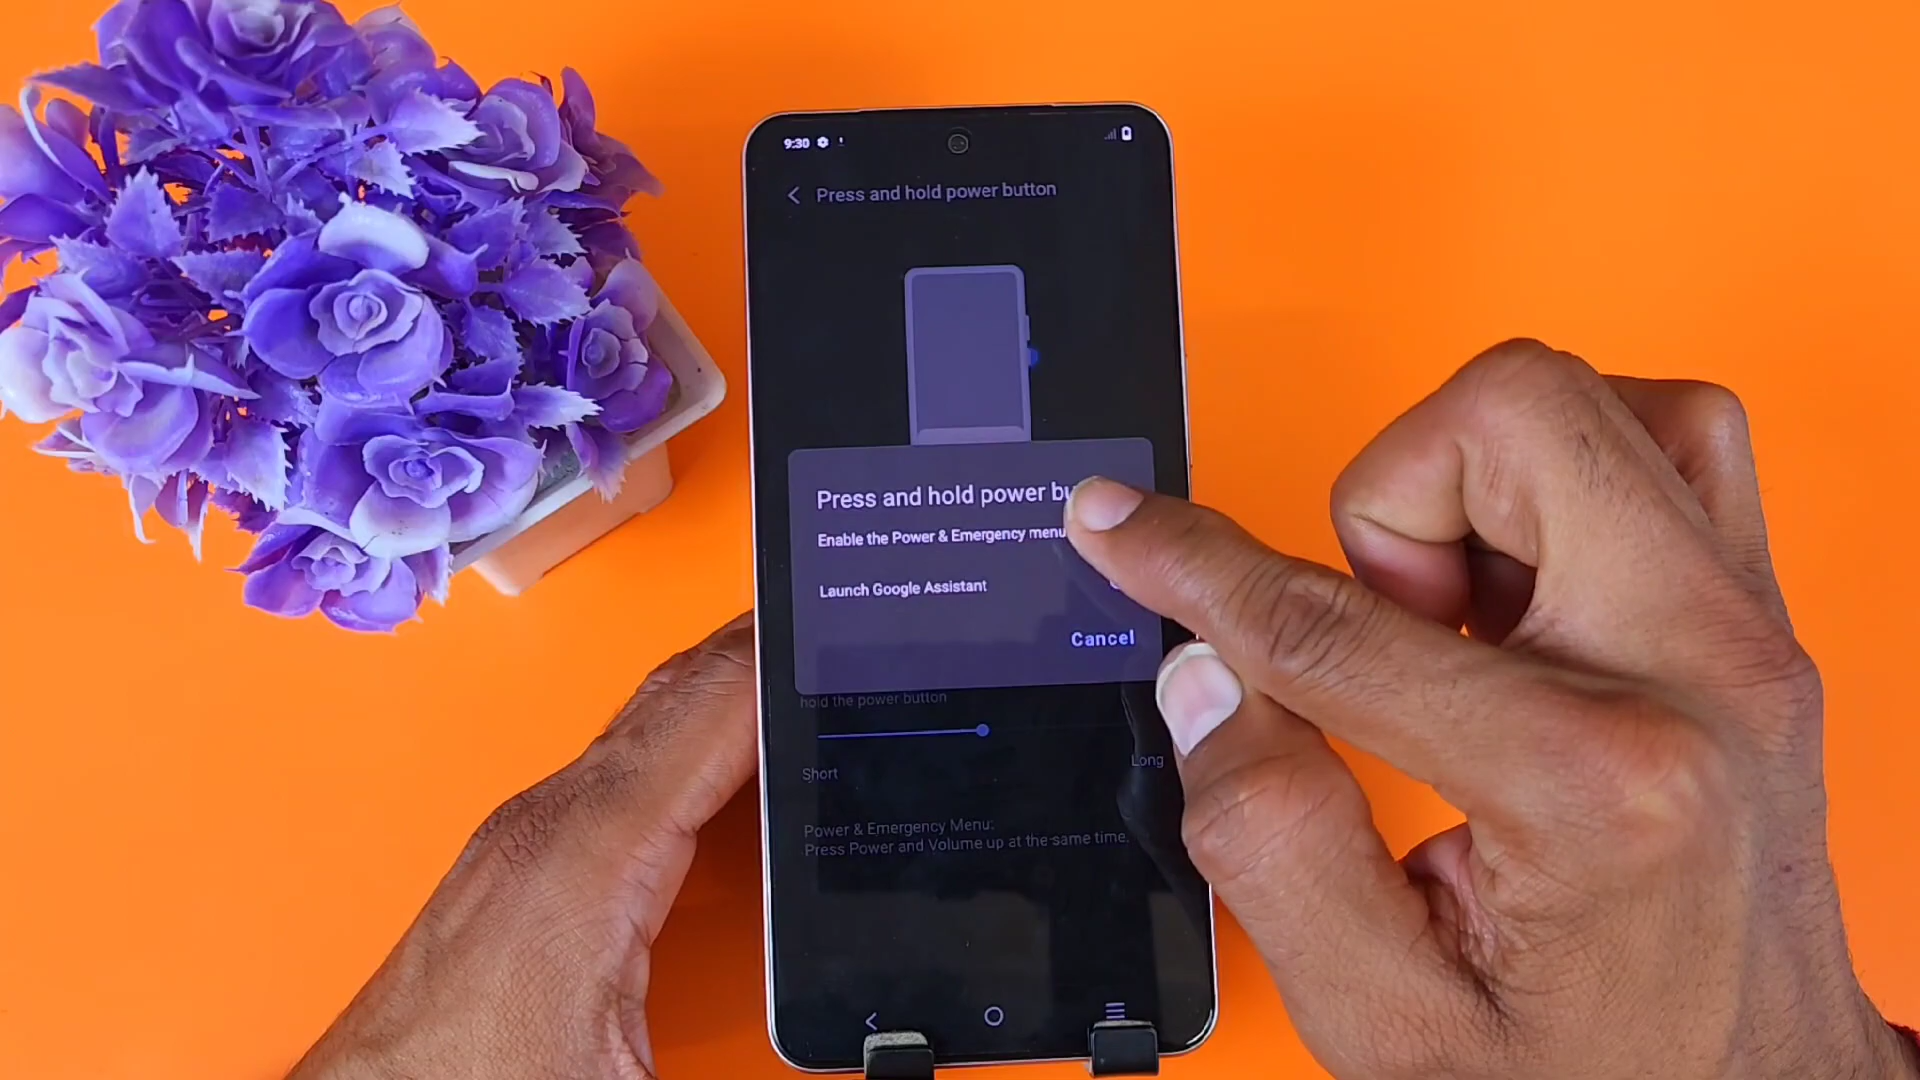 9:30
Press and hold power button
Press and hold power bu
Enable the Power & Emergency menu
Launch Google Assistant
Cancel
hold the power button
Short
Long
Power & Emergency Menu:
Press Power and Volume up at the same time.